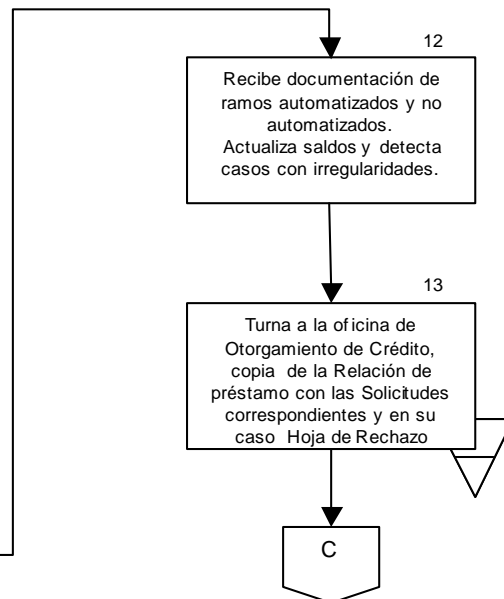 12
Recibe documentación de
ramos automatizados y no
automatizados.
Actualiza saldos y detecta
casos con irregularidades.
13
Turna a la oficina de
Otorgamiento de Crédito,
copia de la Relación de
préstamo con las Solicitudes
correspondientes y en su
caso Hoja de Rechazo
C